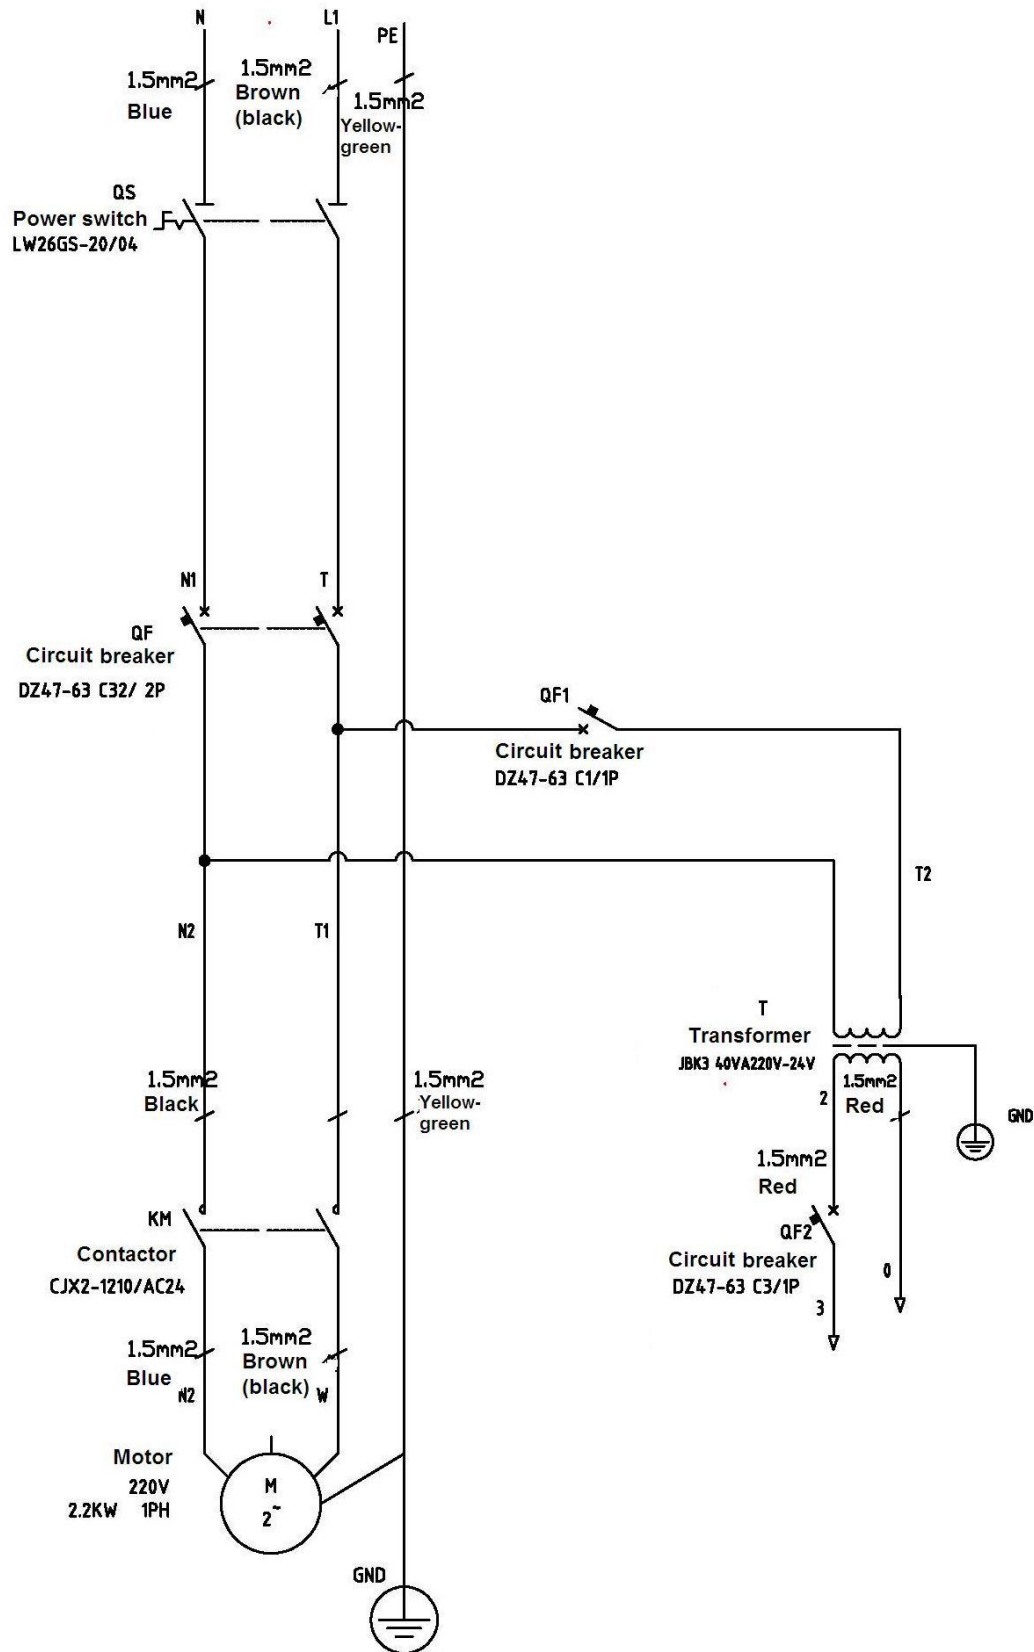 N
L1
PE
1.5mm2
Blue
1.5mm2
Brown
(black)
1.5mm2
Yellow-
green
QS
Power switch
LW26GS-20/04
N1
T
QF
Circuit breaker
DZ47-63 C32/ 2P
QF1
Circuit breaker
DZ47-63 C1/1P
T2
N2
T1
T
Transformer
JBK3 40VA220V-24V
1.5mm2
Black
1.5mm2
Yellow-
green
2
1.5mm2
Red
GND
1.5mm2
Red
KM
Contactor
CJX2-1210/AC24
QF2
Circuit breaker
DZ47-63 C3/1P
0
3
1.5mm2
Blue
N2
1.5mm2
Brown
(black)
W
Motor
220V
2.2KW 1PH
M
2~
GND